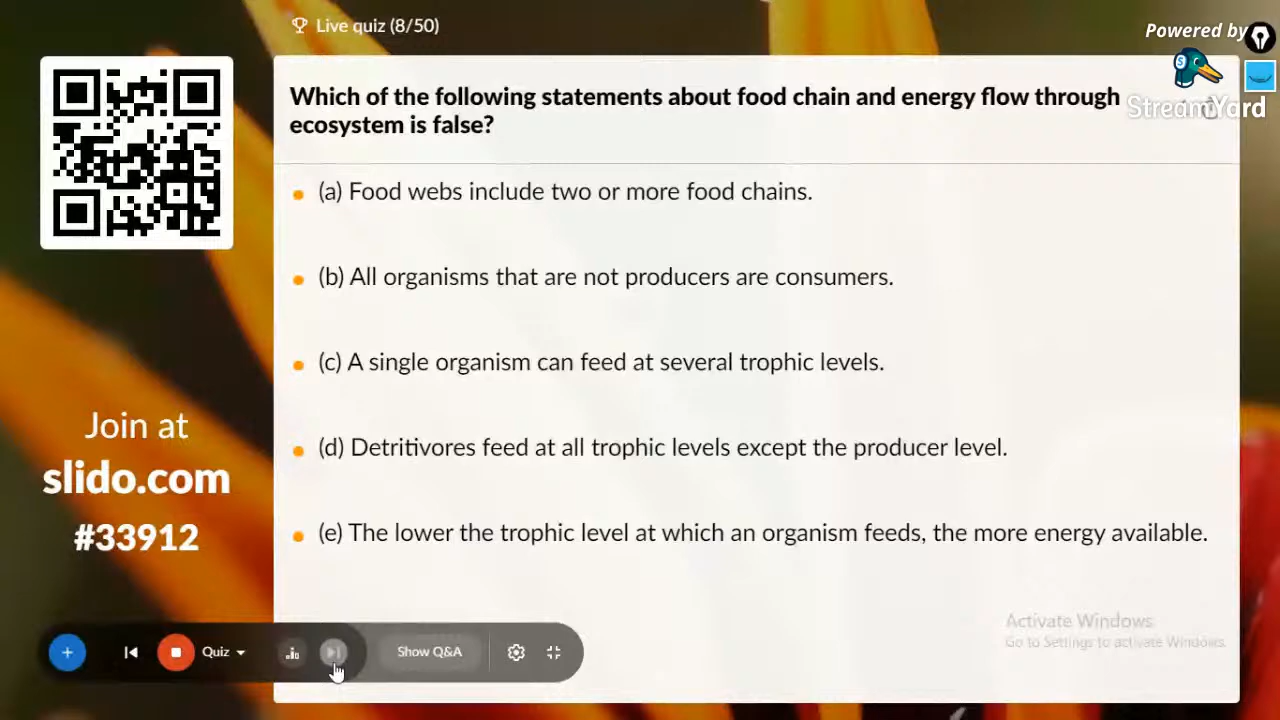 Live quiz (8/50)
Powered by
StreamYard
Which of the following statements about food chain and energy flow through
ecosystem is false?
(a) Food webs include two or more food chains.
(b) All organisms that are not producers are consumers.
(c) A single organism can feed at several trophic levels.
(d) Detritivores feed at all trophic levels except the producer level.
(e) The lower the trophic level at which an organism feeds, the more energy available.
Join at
slido.com
#33912
Activate Windows
Go to Settings to activate Windows.
Quiz
Show Q&A